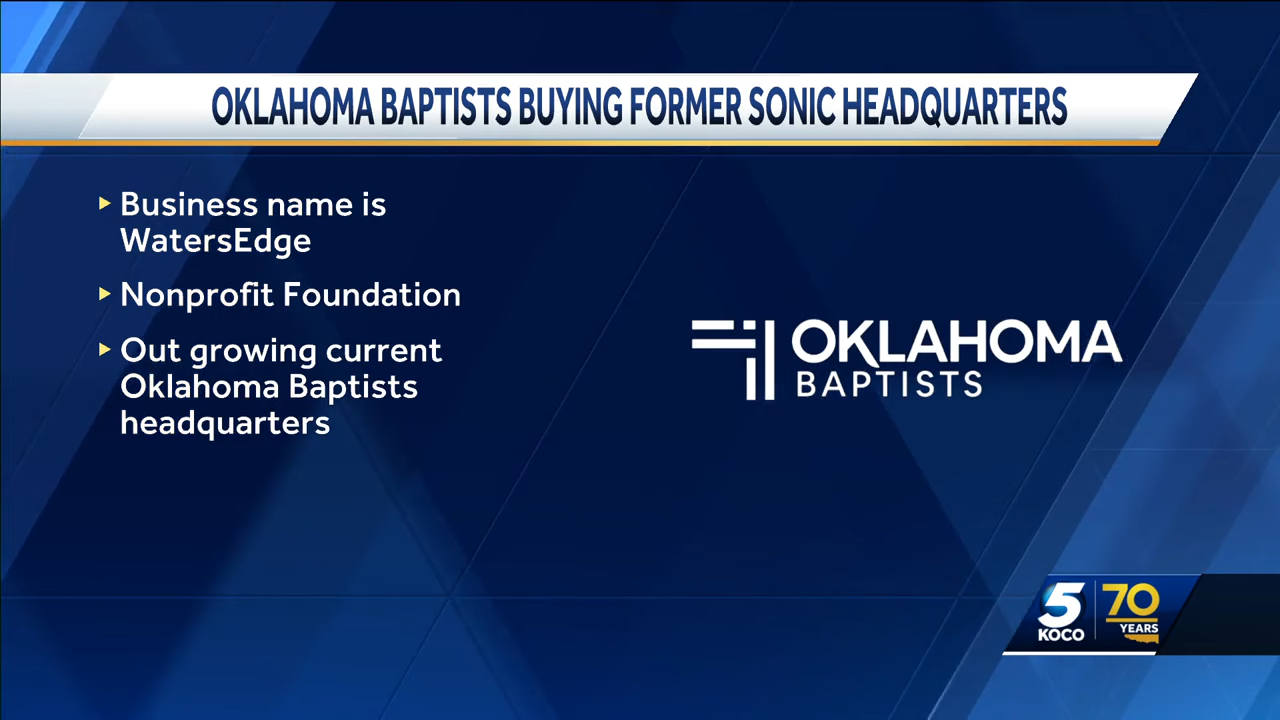 OKLAHOMA BAPTISTS BUYING FORMER SONIC HEADQUARTERS
Business name is
WatersEdge
Nonprofit Foundation
Out growing current
Oklahoma Baptists
headquarters
OKLAHOMA
BAPTISTS
5
KOCO
70
YEARS